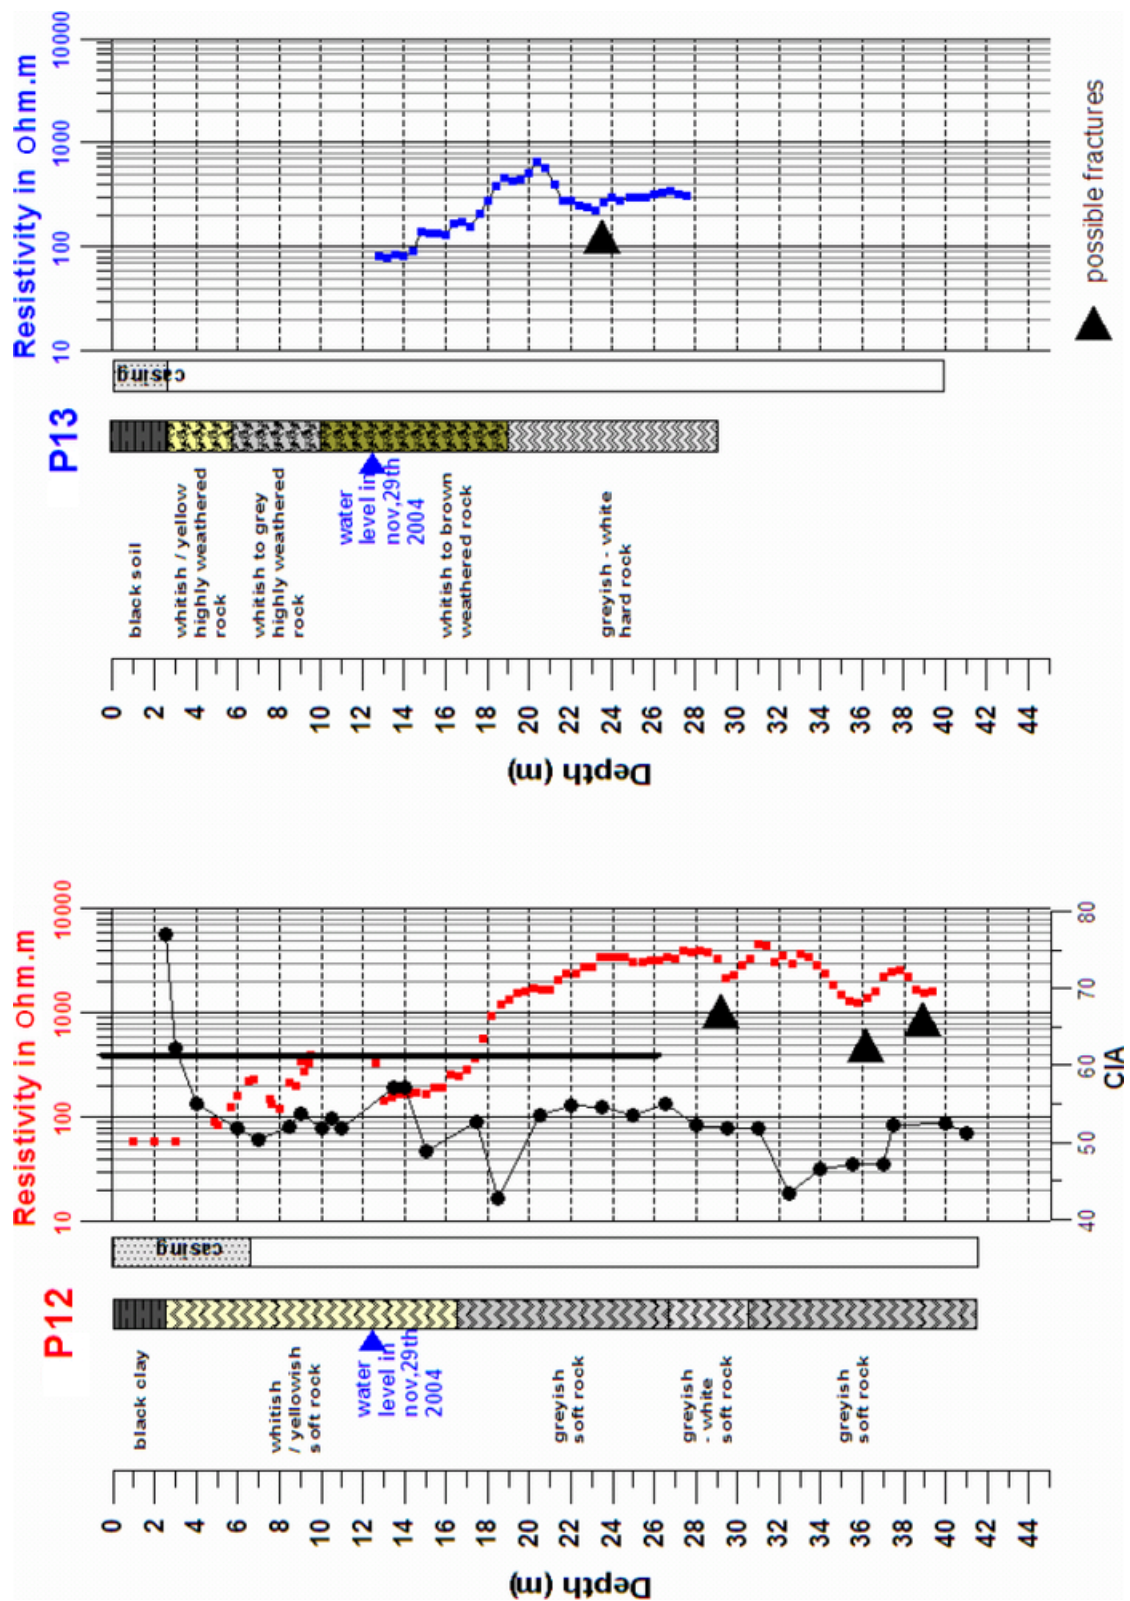 P13
Resistivity in Ohm.m
10
100
1000
10000
casing
black soil
whitish / yellow
highly weathered
rock
whitish to grey
highly weathered
rock
water
level in
nov,29th
2004
whitish to brown
weathered rock
greyish - white
hard rock
0
2
4
6
8
10
12
14
16
18
20
22
24
26
28
30
32
34
36
38
40
42
44
Depth (m)
possible fractures
P12
Resistivity in Ohm.m
10
100
1000
10000
40
50
60
70
80
CIA
casing
black clay
whitish
/ yellowish
soft rock
water
level in
nov,29th
2004
greyish
soft rock
greyish
- white
soft rock
greyish
soft rock
0
2
4
6
8
10
12
14
16
18
20
22
24
26
28
30
32
34
36
38
40
42
44
Depth (m)